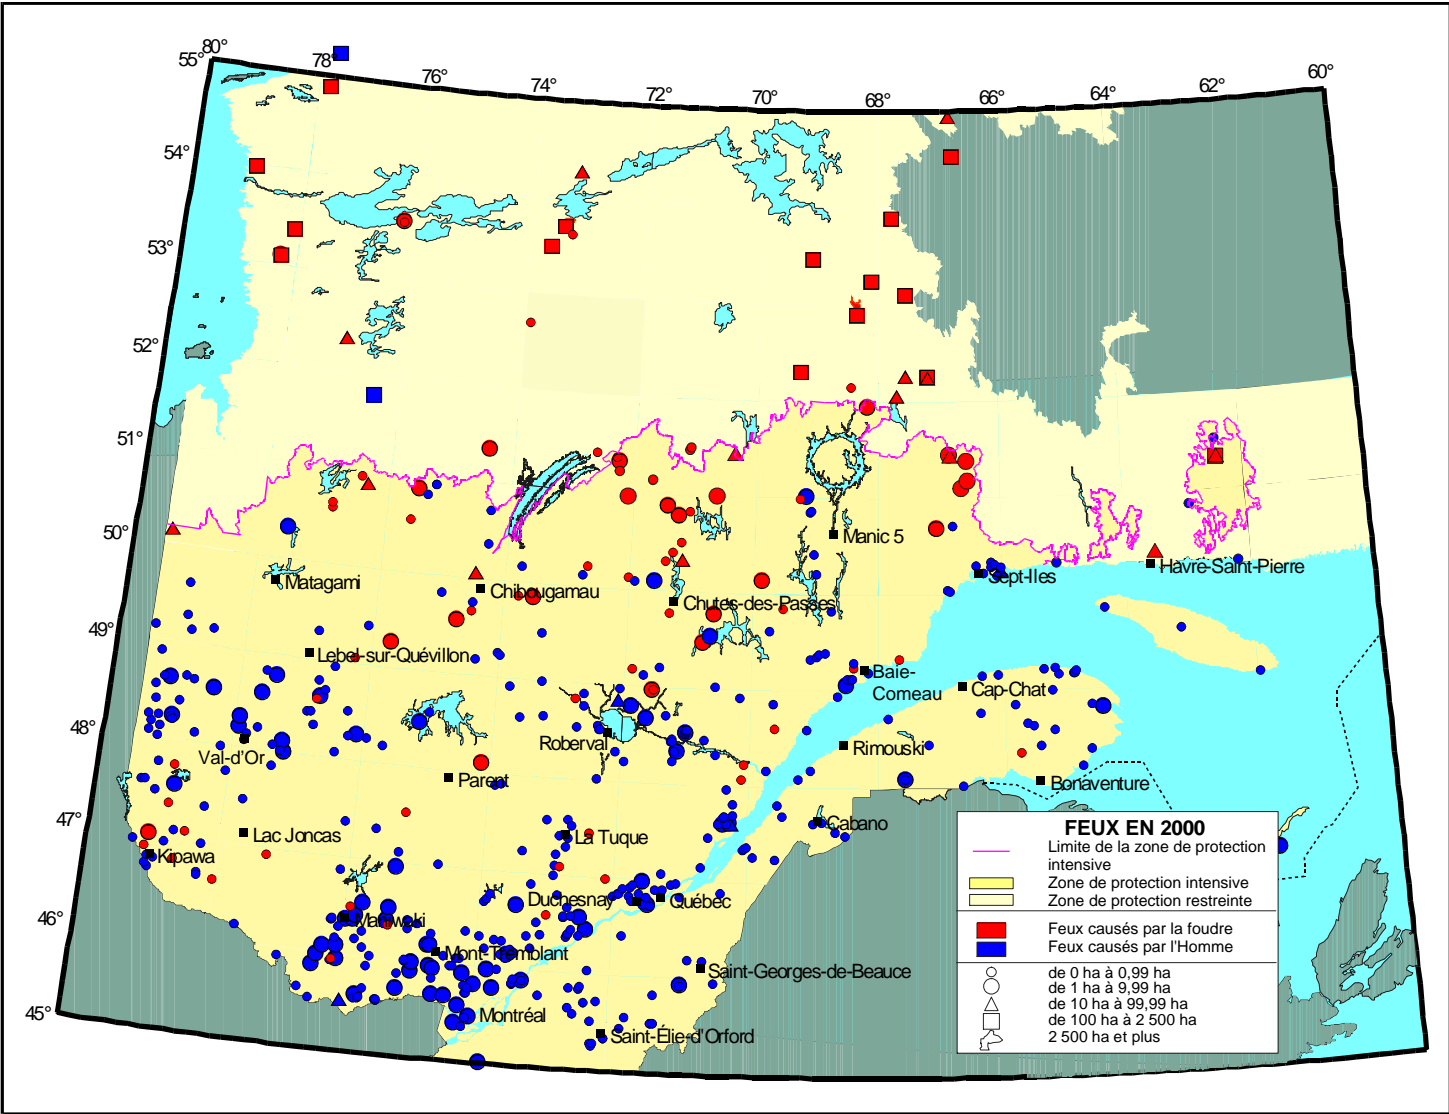 80°
78°
76°
74°
72°
70°
68°
66°
64°
62°
60°
55°
54°
53°
52°
51°
50°
49°
48°
47°
46°
45°
Manic 5
Matagami
Chibougamau
Chutes-des-Passes
Sept-Iles
Havre-Saint-Pierre
Lebel-sur-Quévillon
Baie-
Comeau
Cap-Chat
Val-d'Or
Roberval
Rimouski
Parent
Bonaventure
Lac Joncas
La Tuque
Cabano
Kipawa
Duchesnay
Québec
Maniwaki
Mont-Tremblant
Saint-Georges-de-Beauce
Montréal
Saint-Élie-d'Orford
FEUX EN 2000
Limite de la zone de protection
intensive
Zone de protection intensive
Zone de protection restreinte
Feux causés par la foudre
Feux causés par l'Homme
de 0 ha à 0,99 ha
de 1 ha à 9,99 ha
de 10 ha à 99,99 ha
de 100 ha à 2 500 ha
2 500 ha et plus